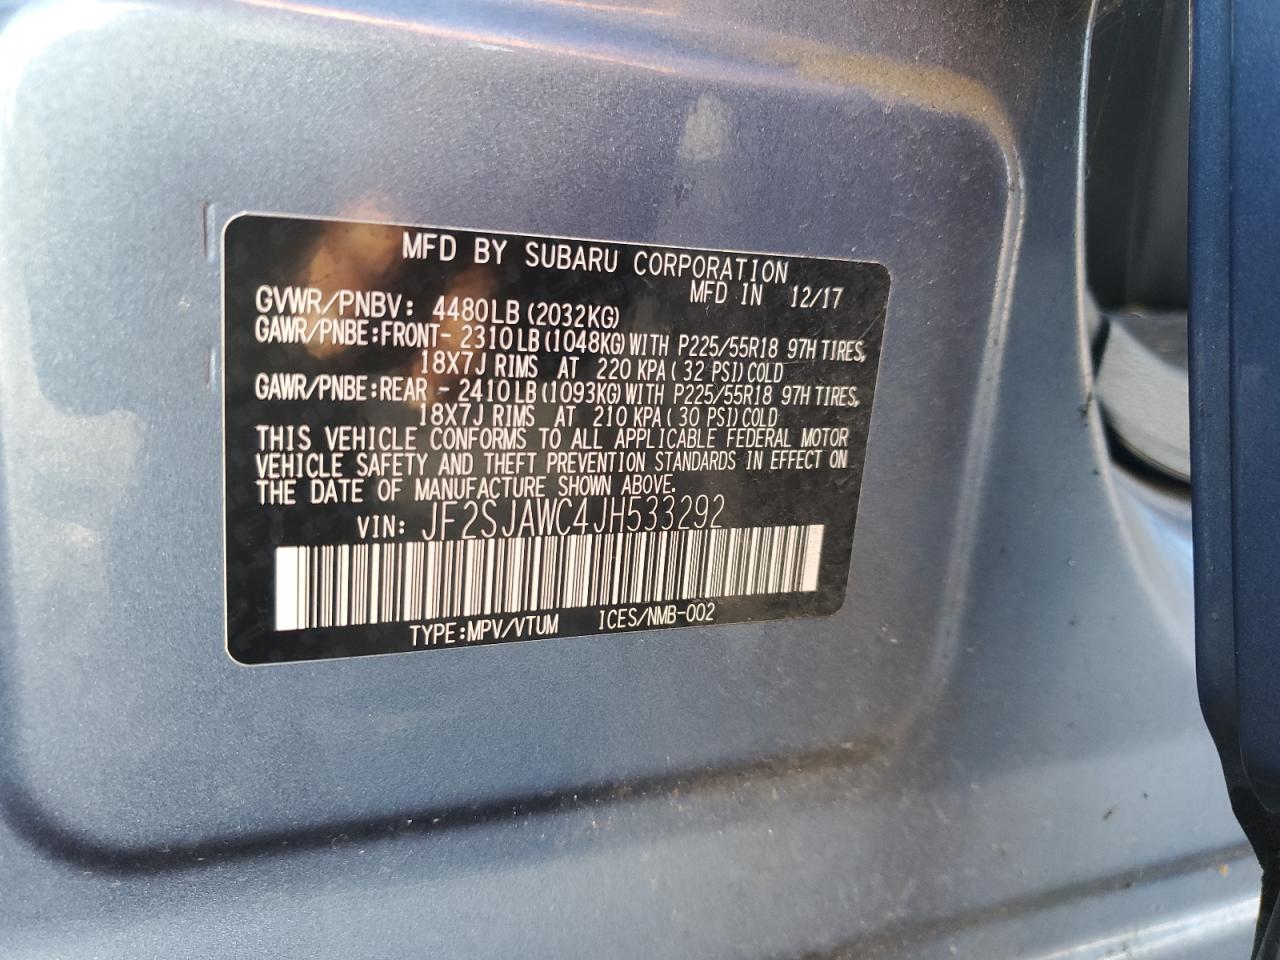 MFD BY SUBARU CORPORATION
MFD IN 12/17
GVWR/PNBV: 4480LB (2032KG)
GAWR/PNBE:FRONT- 2310LB (1048KG) WITH P225/55R18 97H TIRES,
18X7J RIMS AT 220 KPA ( 32 PSI) COLD
GAWR/PNBE:REAR - 2410LB (1093KG) WITH P225/55R18 97H TIRES,
18X7J RIMS AT 210 KPA ( 30 PSI) COLD
THIS VEHICLE CONFORMS TO ALL APPLICABLE FEDERAL MOTOR
VEHICLE SAFETY AND THEFT PREVENTION STANDARDS IN EFFECT ON
THE DATE OF MANUFACTURE SHOWN ABOVE.
VIN: JF2SJAWC4JH533292
TYPE:MPV/VTUM ICES/NMB-002